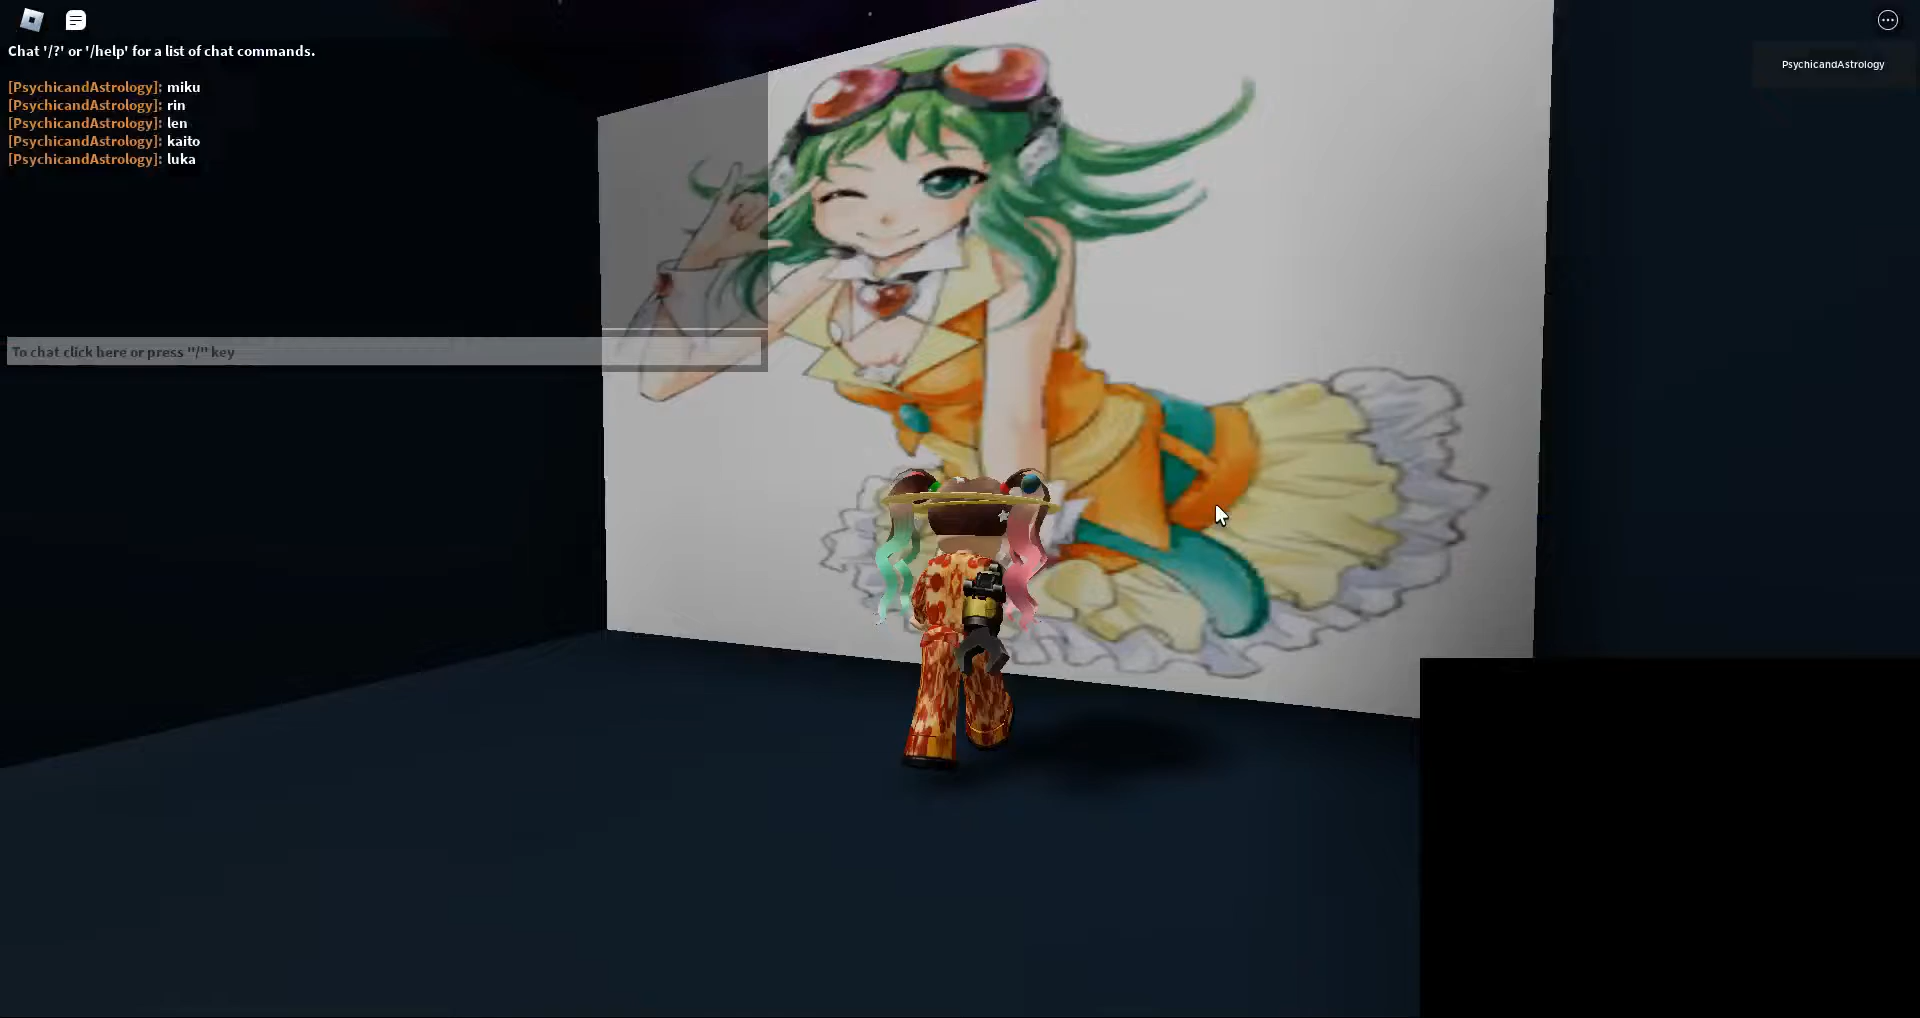 Chat '/?' or '/help' for a list of chat commands.
[PsychicandAstrology]: miku
[PsychicandAstrology]: rin
[PsychicandAstrology]: len
[PsychicandAstrology]: kaito
[PsychicandAstrology]: luka
To chat click here or press "/" key
PsychicandAstrology